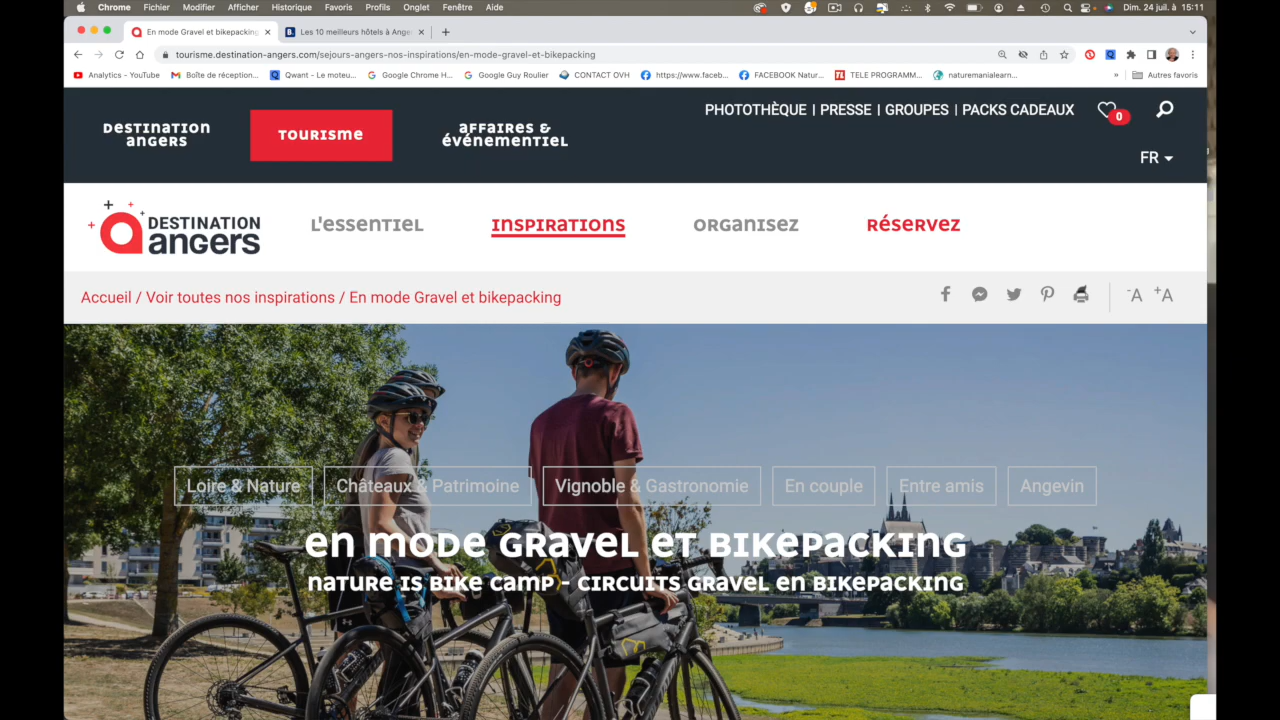 Chrome Fichier Modifier Afficher Historique Favoris Profils Onglet Fenêtre Aide Dim. 24 juil. à 15:11
En mode Gravel et bikepacking Les 10 meilleurs hôtels à Ange
tourisme.destination-angers.com/sejours-angers-nos-inspirations/en-mode-gravel-et-bikepacking
Analytics - YouTube Boîte de réception... Qwant - Le moteu... Google Chrome H... Google Guy Roulier CONTACT OVH https://www.faceb... FACEBOOK Natur... TELE PROGRAMM... naturemanialearn... » Autres favoris
PHOTOTHÈQUE | PRESSE | GROUPES | PACKS CADEAUX 0
Destination angers
Tourisme
affaires & événementiel
FR
DESTINATION angers
L'essentiel Inspirations Organisez Réservez
Accueil / Voir toutes nos inspirations / En mode Gravel et bikepacking
-A +A
Loire & Nature Châteaux & Patrimoine Vignoble & Gastronomie En couple Entre amis Angevin
en mode gravel et bikepacking
nature is bike camp - circuits gravel en bikepacking